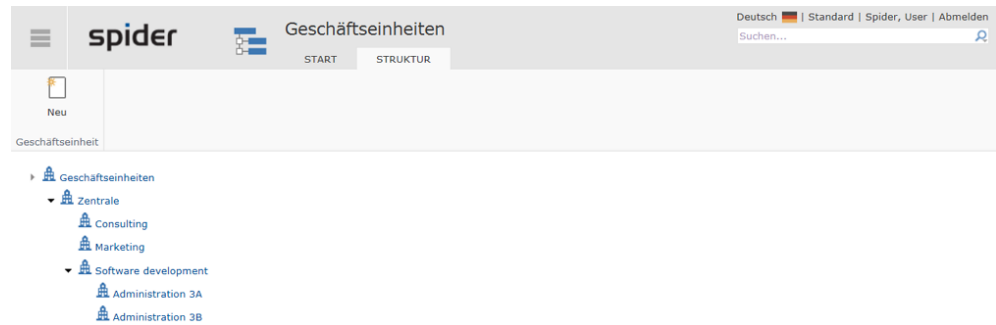 spider
Geschäftseinheiten
START STRUKTUR
Deutsch | Standard | Spider, User | Abmelden
Suchen...
Neu
Geschäftseinheit
Geschäftseinheiten
Zentrale
Consulting
Marketing
Software development
Administration 3A
Administration 3B